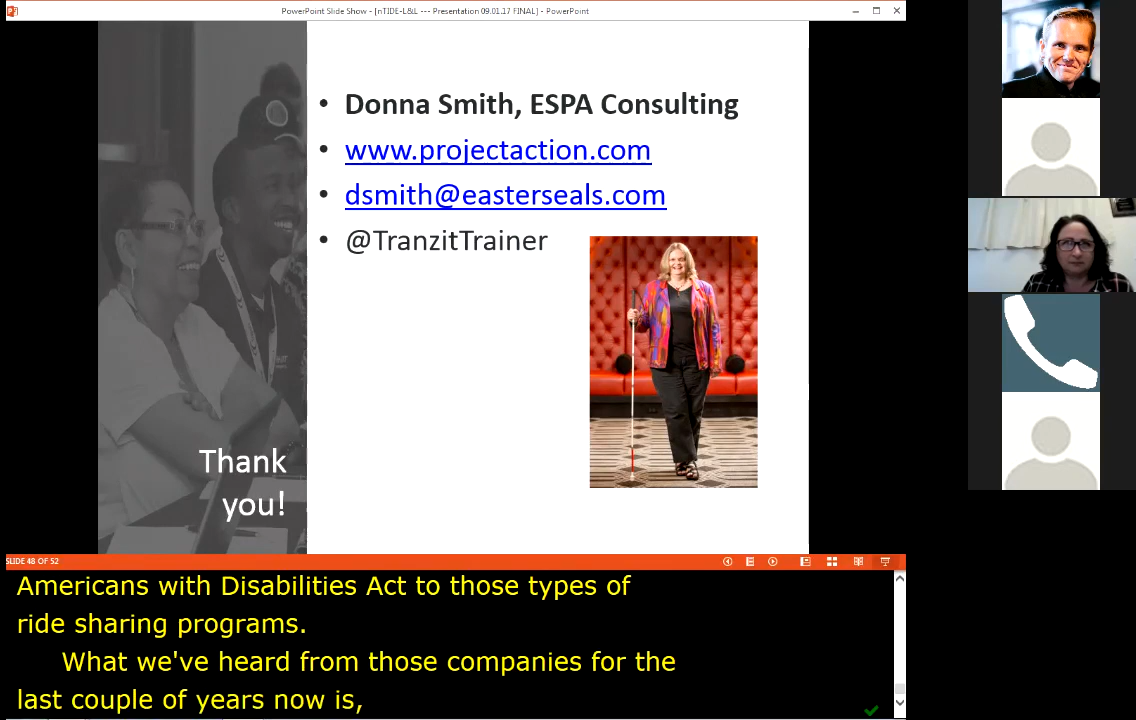 PowerPoint Slide Show - [nTIDE-L&L --- Presentation 09.01.17 FINAL] - PowerPoint
• Donna Smith, ESPA Consulting
• www.projectaction.com
• dsmith@easterseals.com
• @TranzitTrainer
Thank
you!
SLIDE 48 OF 52
Americans with Disabilities Act to those types of
ride sharing programs.
What we've heard from those companies for the
last couple of years now is,